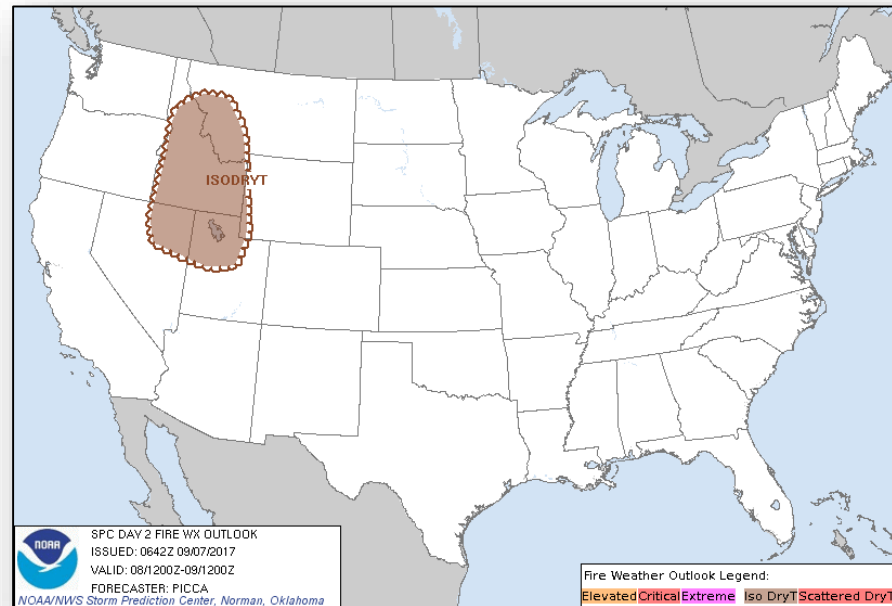 ISODRYT
NOAA
SPC DAY 2 FIRE WX OUTLOOK
ISSUED: 0642Z 09/07/2017
VALID: 08/1200Z-09/1200Z
FORECASTER: PICCA
NOAA/NWS Storm Prediction Center, Norman, Oklahoma
Fire Weather Outlook Legend:
Elevated Critical Extreme Iso DryT Scattered DryT